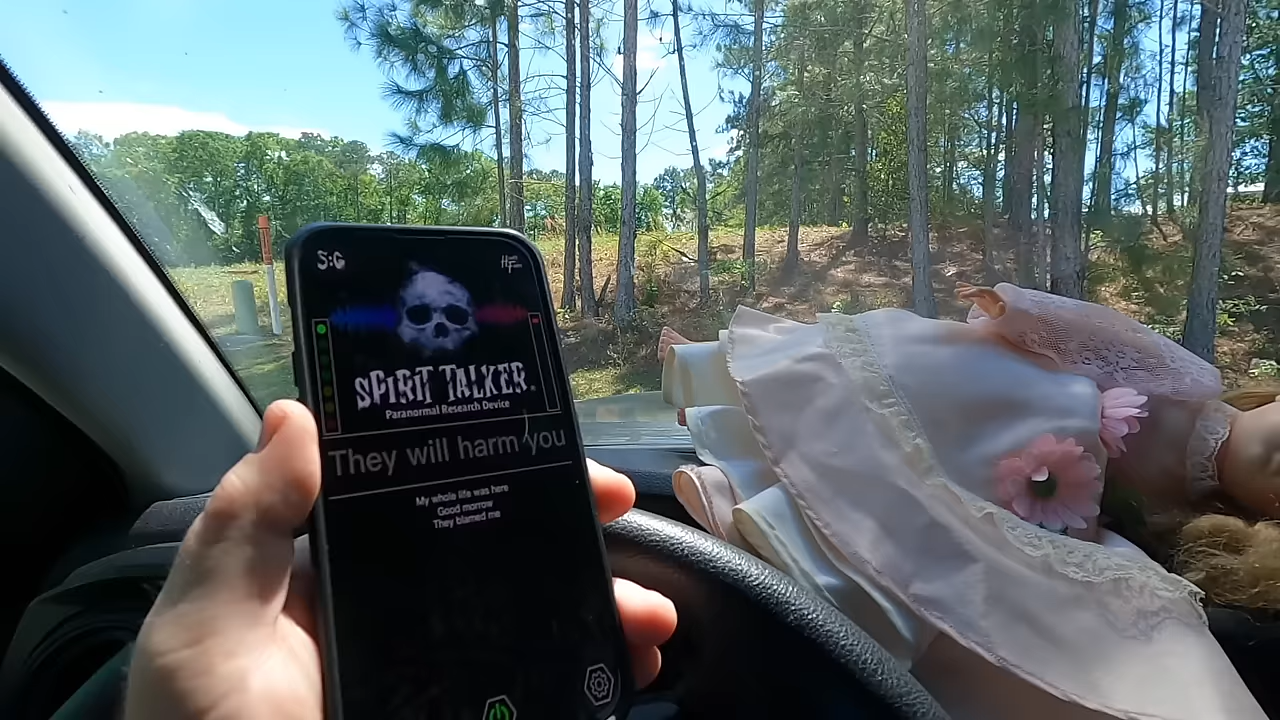 S:G
HF
SPIRIT TALKER.
Paranormal Research Device
They will harm you
My whole life was here
Good morrow
They blamed me